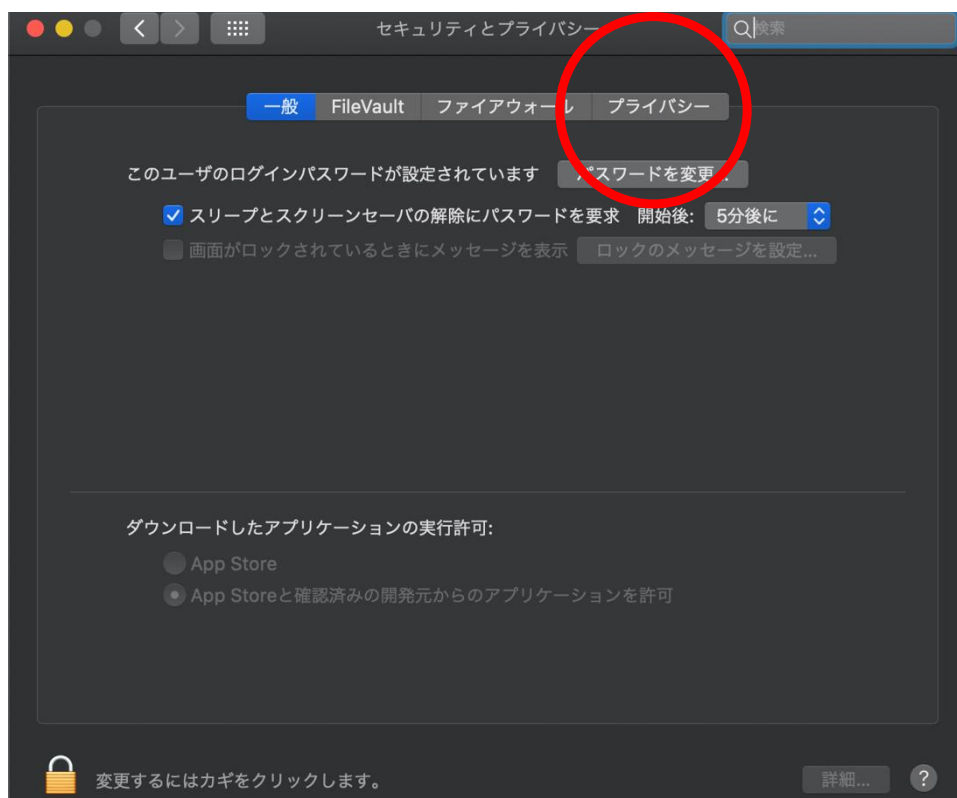 セキュリティとプライバシー
検索
一般 FileVault ファイアウォール プライバシー
このユーザのログインパスワードが設定されています パスワードを変更...
スリープとスクリーンセーバの解除にパスワードを要求 開始後: 5分後に
画面がロックされているときにメッセージを表示 ロックのメッセージを設定...
ダウンロードしたアプリケーションの実行許可:
App Store
App Storeと確認済みの開発元からのアプリケーションを許可
変更するにはカギをクリックします。 詳細... ?